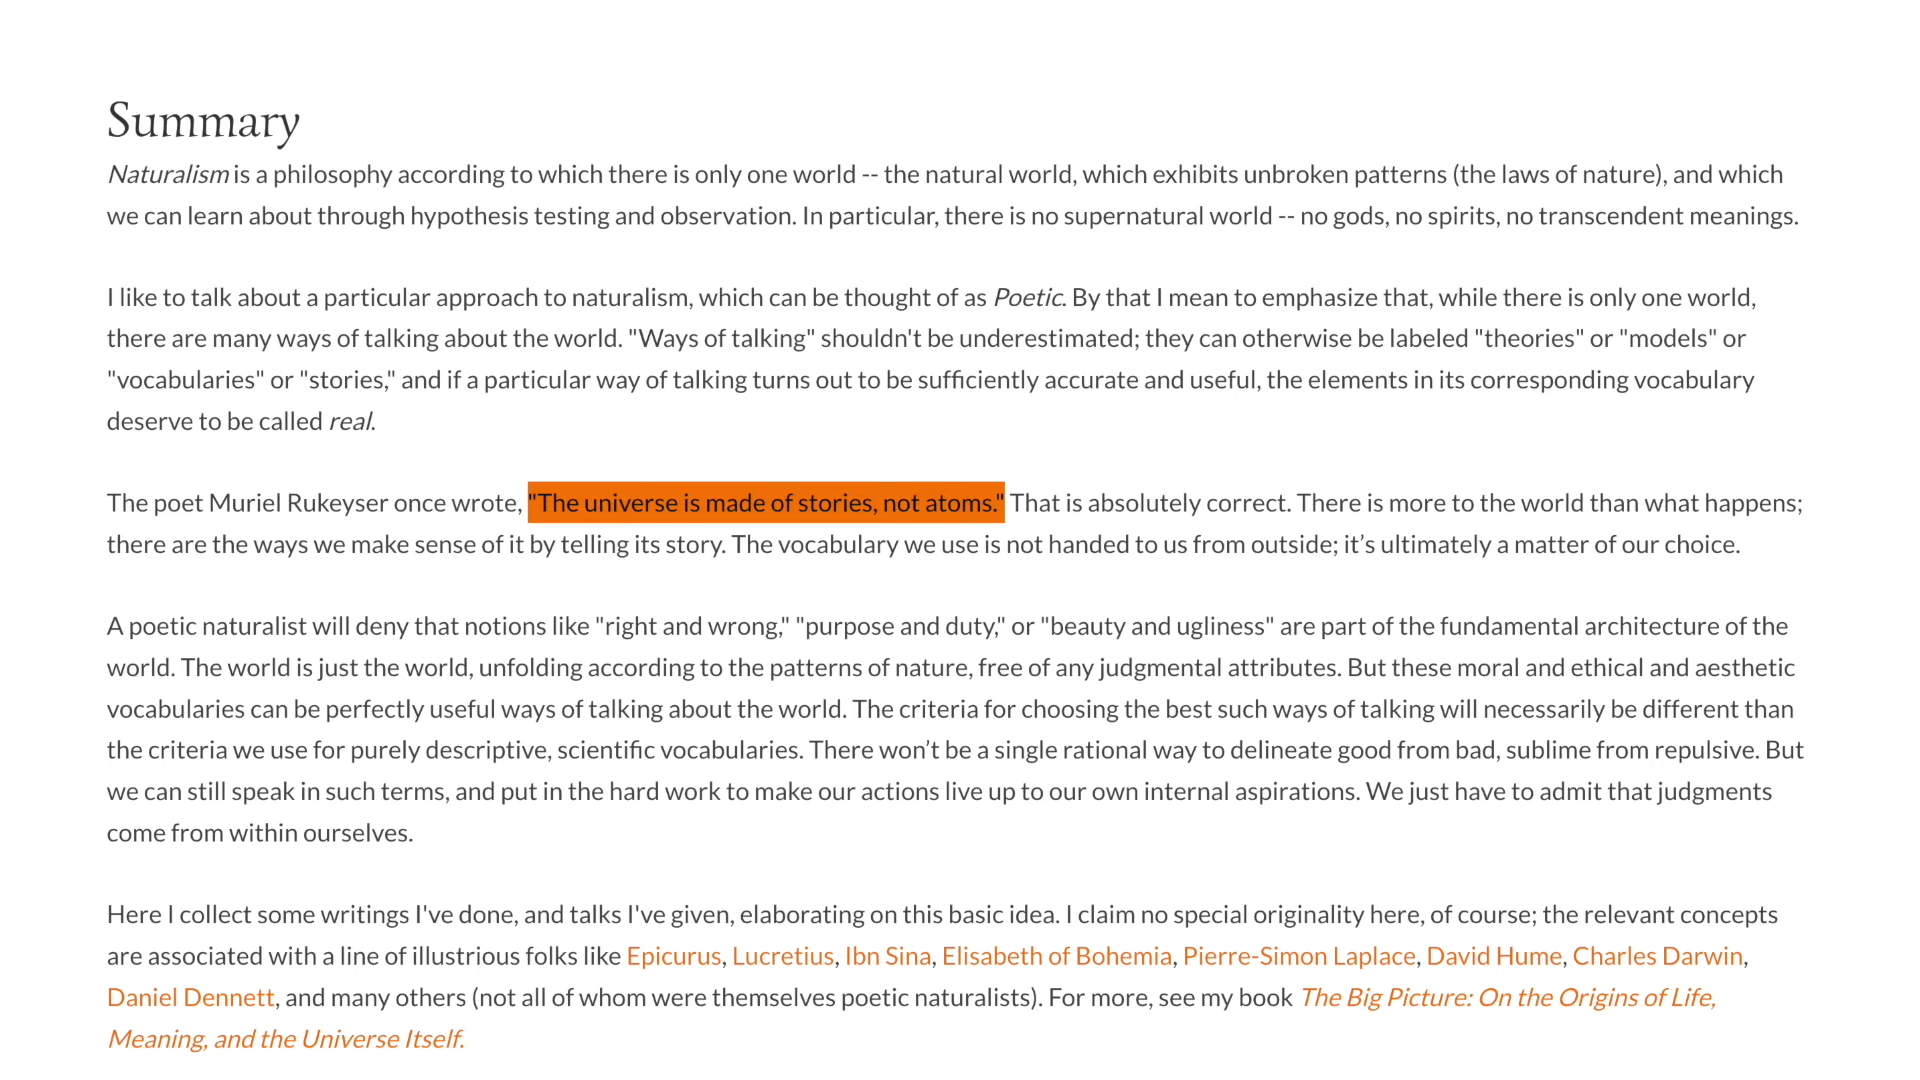 Summary
Naturalism is a philosophy according to which there is only one world -- the natural world, which exhibits unbroken patterns (the laws of nature), and which
we can learn about through hypothesis testing and observation. In particular, there is no supernatural world -- no gods, no spirits, no transcendent meanings.
I like to talk about a particular approach to naturalism, which can be thought of as Poetic. By that I mean to emphasize that, while there is only one world,
there are many ways of talking about the world. "Ways of talking" shouldn't be underestimated; they can otherwise be labeled "theories" or "models" or
"vocabularies" or "stories," and if a particular way of talking turns out to be sufficiently accurate and useful, the elements in its corresponding vocabulary
deserve to be called real.
The poet Muriel Rukeyser once wrote, "The universe is made of stories, not atoms." That is absolutely correct. There is more to the world than what happens;
there are the ways we make sense of it by telling its story. The vocabulary we use is not handed to us from outside; it’s ultimately a matter of our choice.
A poetic naturalist will deny that notions like "right and wrong," "purpose and duty," or "beauty and ugliness" are part of the fundamental architecture of the
world. The world is just the world, unfolding according to the patterns of nature, free of any judgmental attributes. But these moral and ethical and aesthetic
vocabularies can be perfectly useful ways of talking about the world. The criteria for choosing the best such ways of talking will necessarily be different than
the criteria we use for purely descriptive, scientific vocabularies. There won’t be a single rational way to delineate good from bad, sublime from repulsive. But
we can still speak in such terms, and put in the hard work to make our actions live up to our own internal aspirations. We just have to admit that judgments
come from within ourselves.
Here I collect some writings I've done, and talks I've given, elaborating on this basic idea. I claim no special originality here, of course; the relevant concepts
are associated with a line of illustrious folks like Epicurus, Lucretius, Ibn Sina, Elisabeth of Bohemia, Pierre-Simon Laplace, David Hume, Charles Darwin,
Daniel Dennett, and many others (not all of whom were themselves poetic naturalists). For more, see my book The Big Picture: On the Origins of Life,
Meaning, and the Universe Itself.